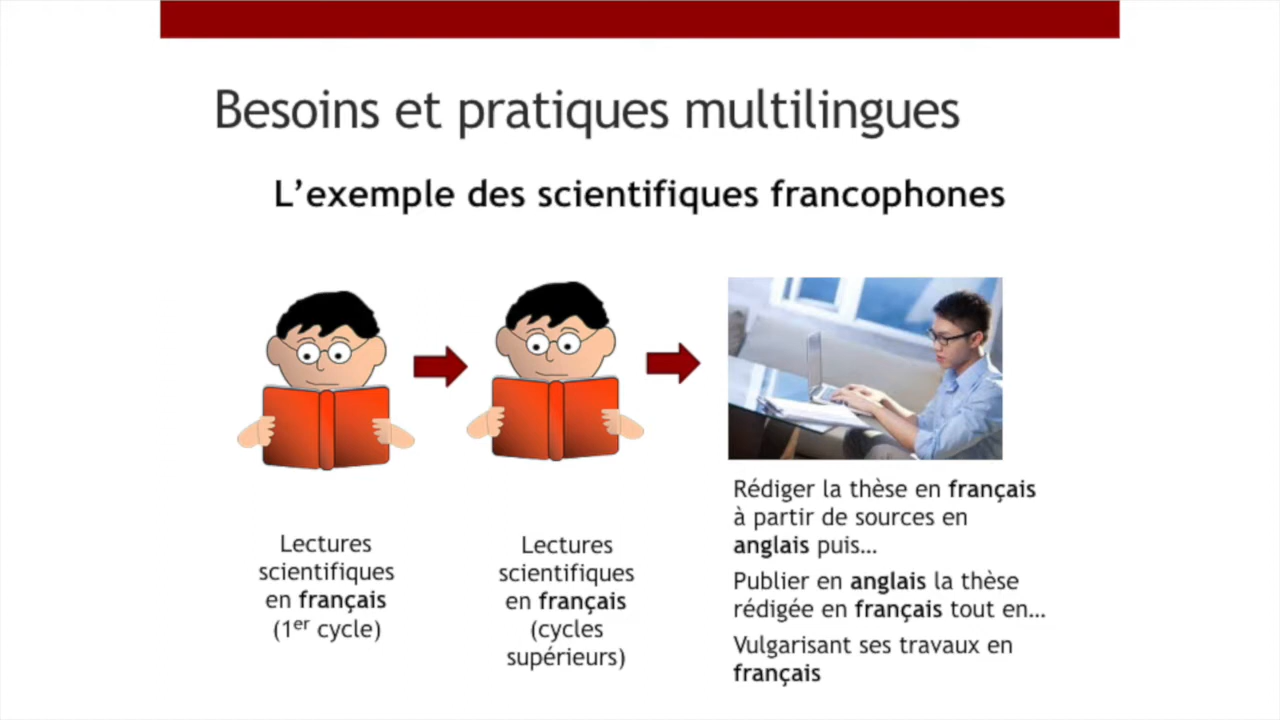 Besoins et pratiques multilingues
L’exemple des scientifiques francophones
Lectures
scientifiques
en français
(1er cycle)
Lectures
scientifiques
en français
(cycles
supérieurs)
Rédiger la thèse en français
à partir de sources en
anglais puis…
Publier en anglais la thèse
rédigée en français tout en…
Vulgarisant ses travaux en
français